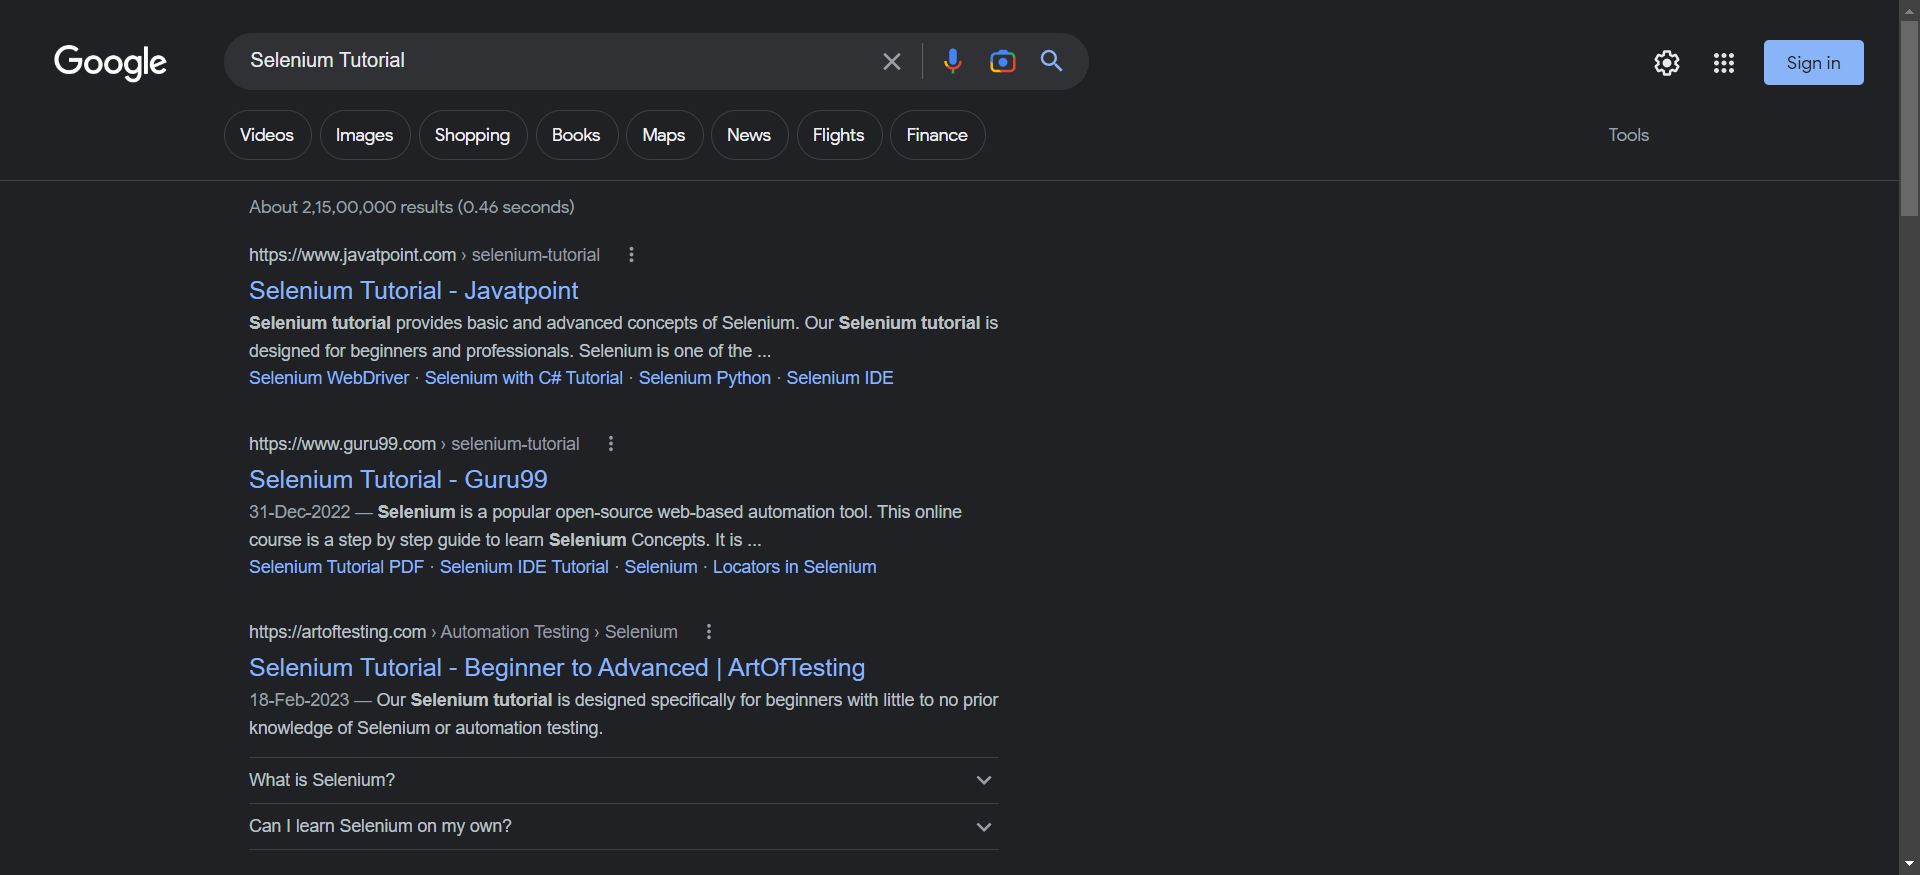 Google
Selenium Tutorial
Sign in
Videos
Images
Shopping
Books
Maps
News
Flights
Finance
Tools
About 2,15,00,000 results (0.46 seconds)
https://www.javatpoint.com › selenium-tutorial
Selenium Tutorial - Javatpoint
Selenium tutorial provides basic and advanced concepts of Selenium. Our Selenium tutorial is
designed for beginners and professionals. Selenium is one of the ...
Selenium WebDriver · Selenium with C# Tutorial · Selenium Python · Selenium IDE
https://www.guru99.com › selenium-tutorial
Selenium Tutorial - Guru99
31-Dec-2022 — Selenium is a popular open-source web-based automation tool. This online
course is a step by step guide to learn Selenium Concepts. It is ...
Selenium Tutorial PDF · Selenium IDE Tutorial · Selenium · Locators in Selenium
https://artoftesting.com › Automation Testing › Selenium
Selenium Tutorial - Beginner to Advanced | ArtOfTesting
18-Feb-2023 — Our Selenium tutorial is designed specifically for beginners with little to no prior
knowledge of Selenium or automation testing.
What is Selenium?
Can I learn Selenium on my own?